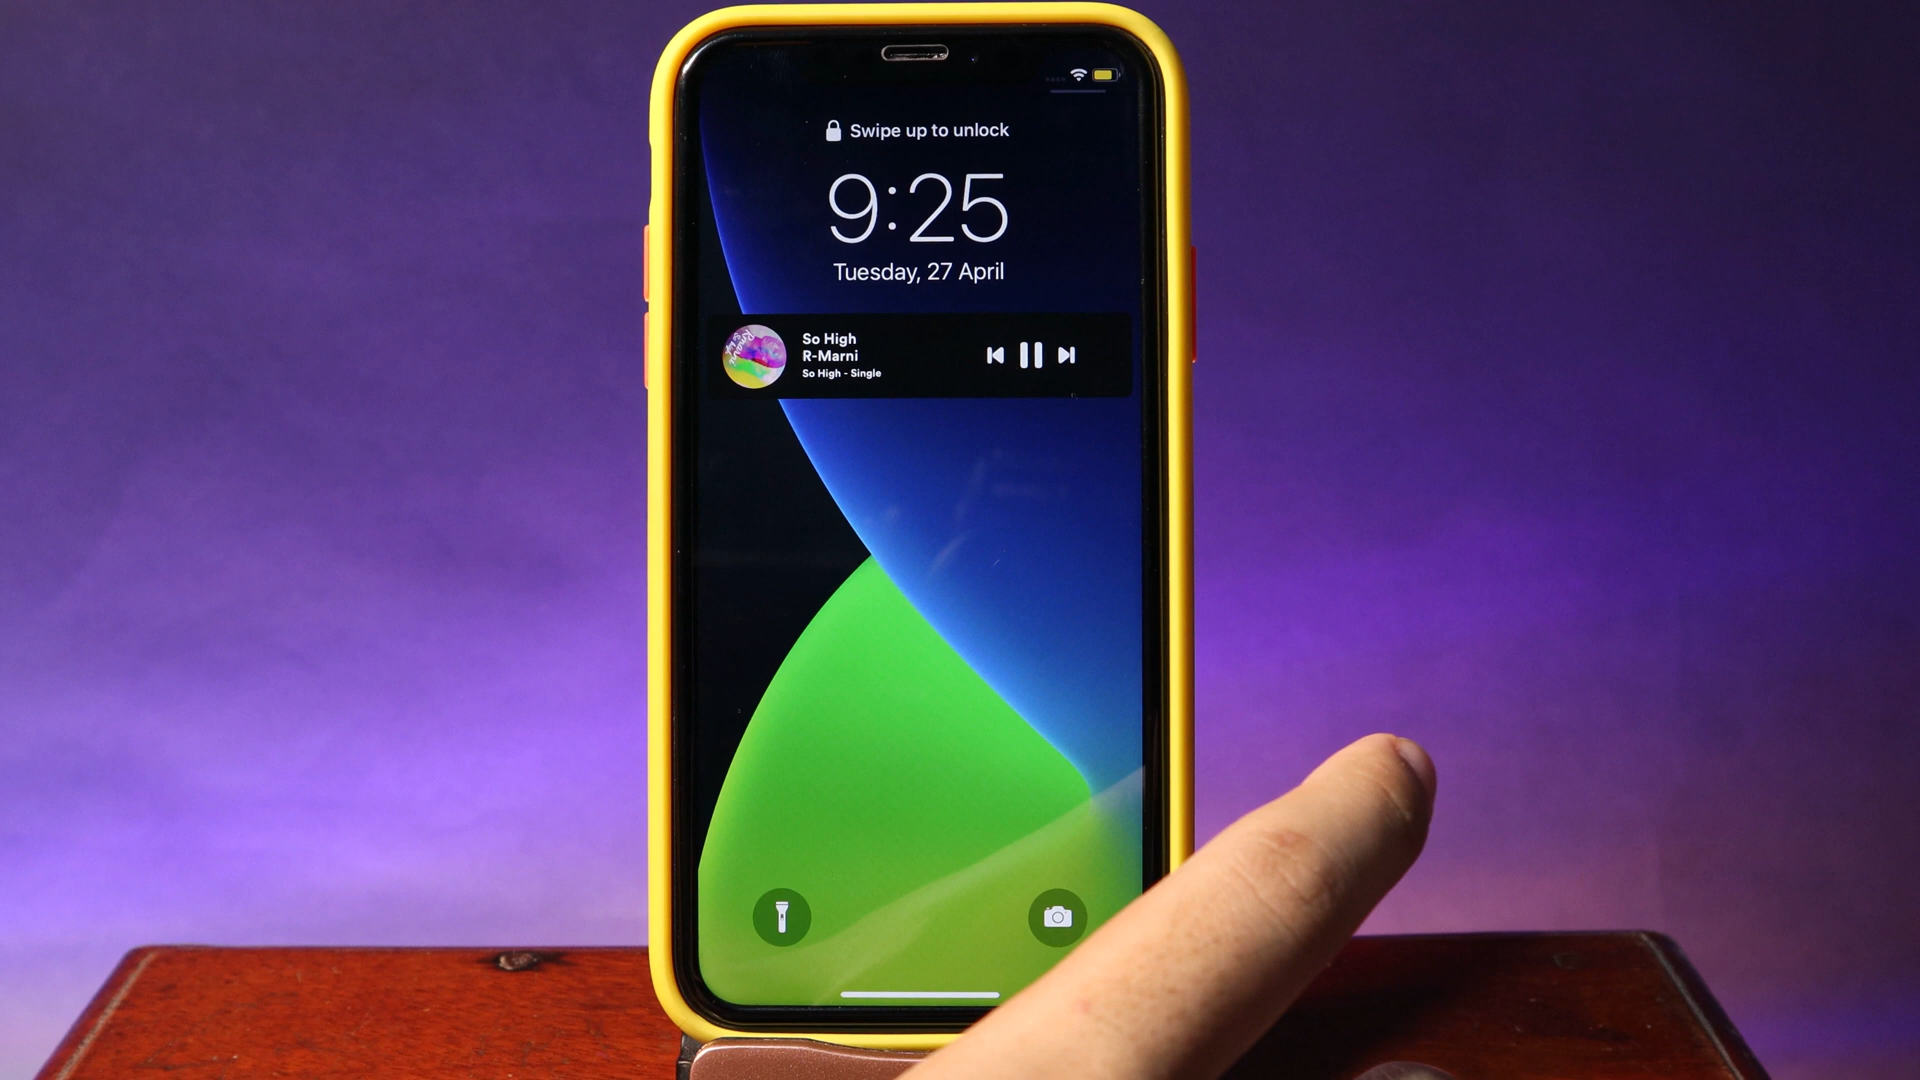 Swipe up to unlock
9:25
Tuesday, 27 April
So High
R-Marni
So High - Single